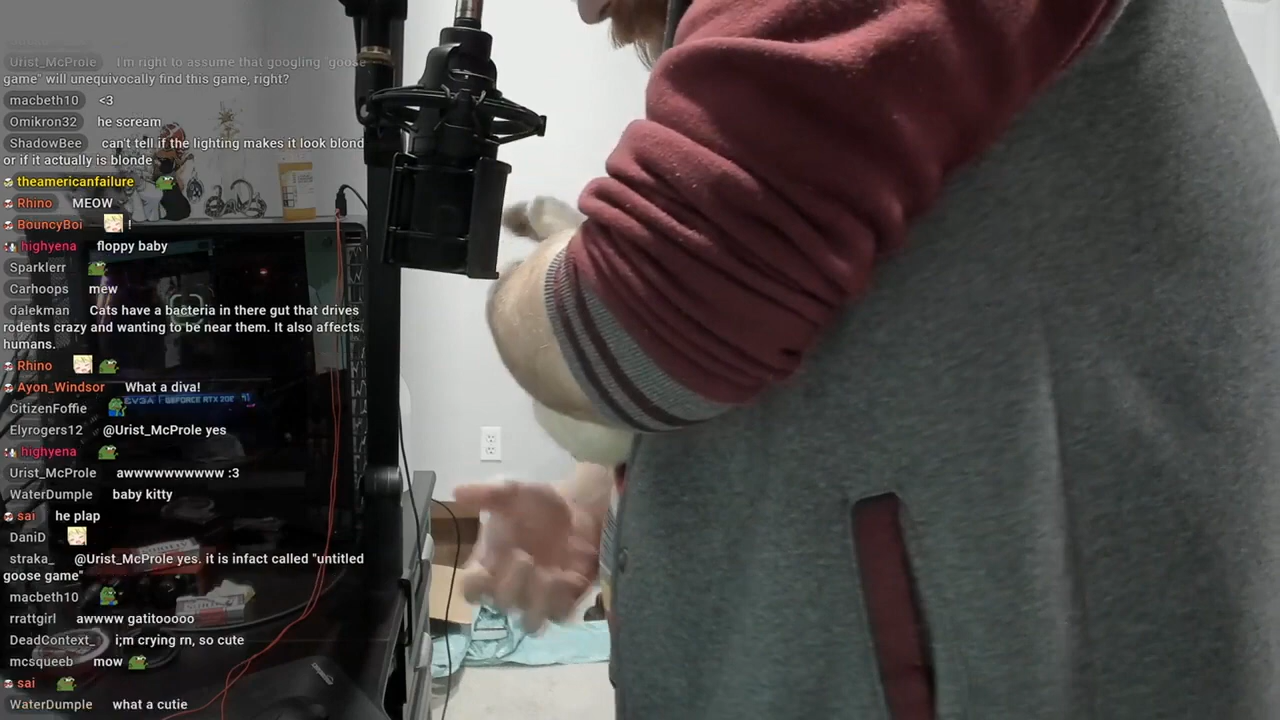 Urist_McProle I'm right to assume that googling "goose
game" will unequivocally find this game, right?
macbeth10 <3
Omikron32 he scream
ShadowBee can't tell if the lighting makes it look blond
or if it actually is blonde
theamericanfailure
Rhino MEOW
BouncyBoi !
highyena floppy baby
Sparklerr
Carhoops mew
dalekman Cats have a bacteria in there gut that drives
rodents crazy and wanting to be near them. It also affects
humans.
Rhino
Ayon_Windsor What a diva!
CitizenFoffie
EVGA GEFORCE RTX
Elyrogers12 @Urist_McProle yes
highyena
Urist_McProle awwwwwwwwww :3
WaterDumple baby kitty
sai he plap
DaniD
straka_ @Urist_McProle yes. it is infact called "untitled
goose game"
macbeth10
rrattgirl awwww gatitooooo
DeadContext_ i;m crying rn, so cute
mcsqueeb mow
sai
WaterDumple what a cutie